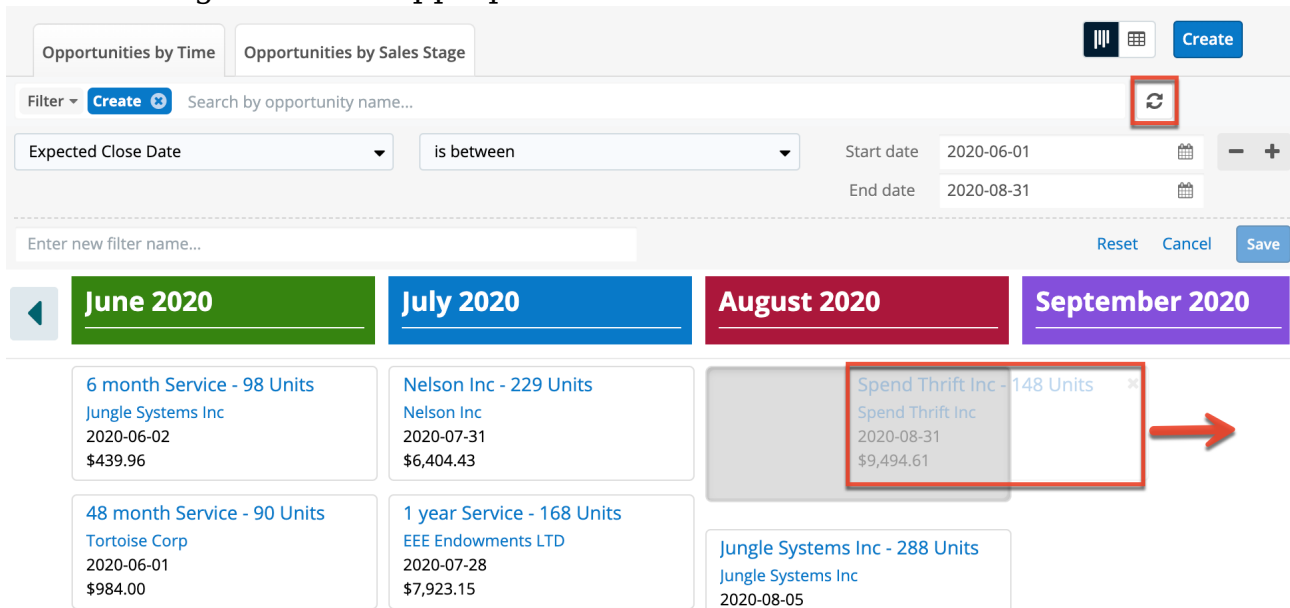 Opportunities by Time Opportunities by Sales Stage Create
Filter Create Search by opportunity name...
Expected Close Date is between Start date 2020-06-01
End date 2020-08-31
Enter new filter name... Reset Cancel Save
June 2020 July 2020 August 2020 September 2020
6 month Service - 98 Units
Jungle Systems Inc
2020-06-02
$439.96
Nelson Inc - 229 Units
Nelson Inc
2020-07-31
$6,404.43
Spend Thrift Inc - 148 Units
Spend Thrift Inc
2020-08-31
$9,494.61
48 month Service - 90 Units
Tortoise Corp
2020-06-01
$984.00
1 year Service - 168 Units
EEE Endowments LTD
2020-07-28
$7,923.15
Jungle Systems Inc - 288 Units
Jungle Systems Inc
2020-08-05